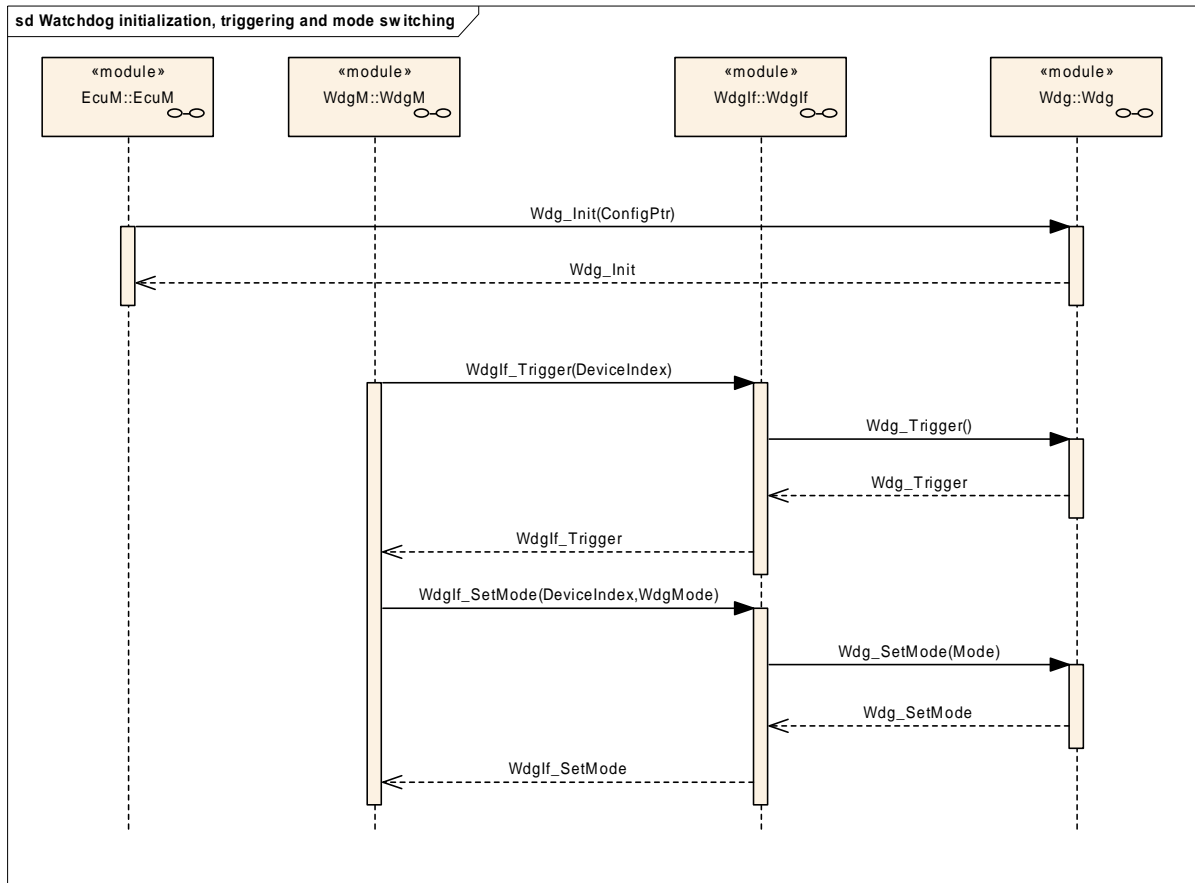 sd Watchdog initialization, triggering and mode switching
«module»
EcuM::EcuM
«module»
WdgM::WdgM
«module»
WdgIf::WdgIf
«module»
Wdg::Wdg
Wdg_Init(ConfigPtr)
Wdg_Init
WdgIf_Trigger(DeviceIndex)
Wdg_Trigger()
Wdg_Trigger
WdgIf_Trigger
WdgIf_SetMode(DeviceIndex,WdgMode)
Wdg_SetMode(Mode)
Wdg_SetMode
WdgIf_SetMode